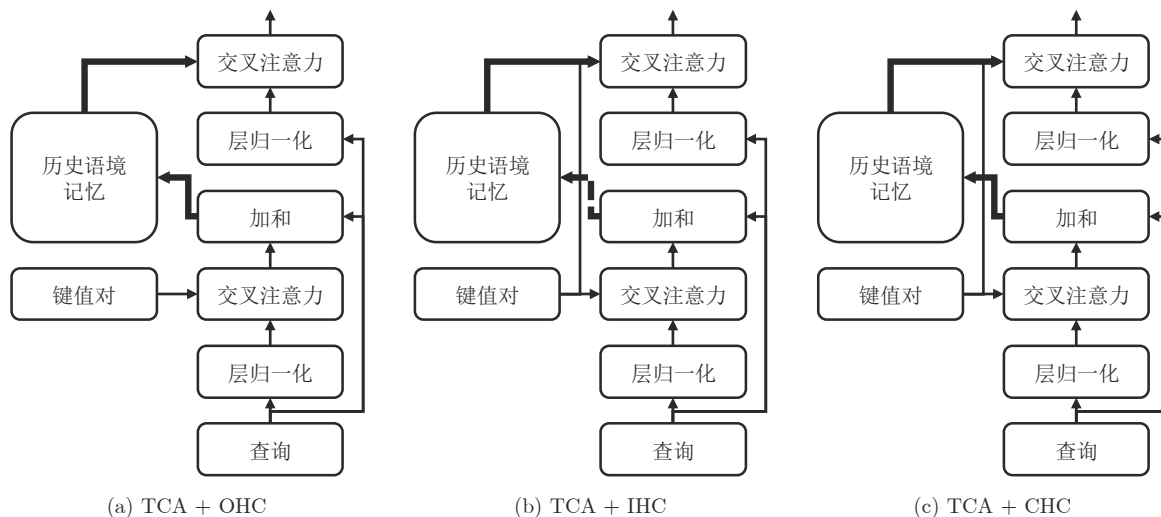 交叉注意力
层归一化
历史语境
记忆
加和
键值对
交叉注意力
层归一化
查询
(a) TCA + OHC
交叉注意力
层归一化
历史语境
记忆
加和
键值对
交叉注意力
层归一化
查询
(b) TCA + IHC
交叉注意力
层归一化
历史语境
记忆
加和
键值对
交叉注意力
层归一化
查询
(c) TCA + CHC